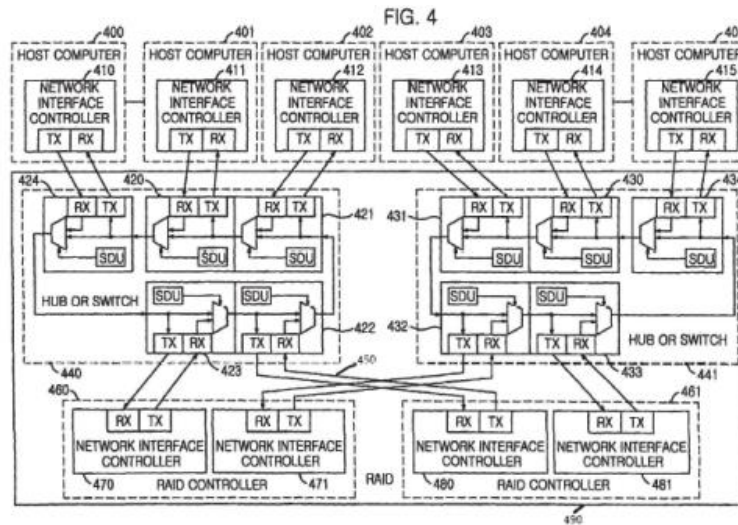 FIG. 4
400 401 402 403 404 40
HOST COMPUTER HOST COMPUTER HOST COMPUTER HOST COMPUTER HOST COMPUTER HOST COMPUTER
410 411 412 413 414 415
NETWORK INTERFACE CONTROLLER
TX RX
NETWORK INTERFACE CONTROLLER
TX RX
NETWORK INTERFACE CONTROLLER
TX RX
NETWORK INTERFACE CONTROLLER
TX RX
NETWORK INTERFACE CONTROLLER
TX RX
NETWORK INTERFACE CONTROLLER
TX RX
424 420 430 43
RX TX RX TX RX TX RX TX RX TX RX TX
421 431
SDU SDU SDU SDU SDU SDU
HUB OR SWITCH SDU SDU SDU SDU
422 432
TX RX TX RX TX RX TX RX HUB OR SWITCH
440 423 450 433 441
460 461
RX TX RX TX RX TX RX TX
NETWORK INTERFACE CONTROLLER
NETWORK INTERFACE CONTROLLER
NETWORK INTERFACE CONTROLLER
NETWORK INTERFACE CONTROLLER
470 RAID CONTROLLER 471 RAID 480 RAID CONTROLLER 481
490